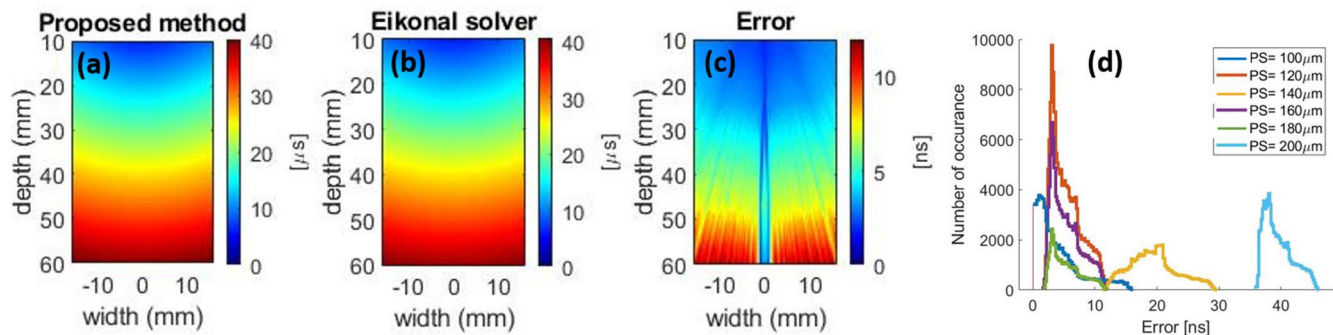 Proposed method
(a)
10
20
30
40
50
60
depth (mm)
-10 0 10
width (mm)
40
30
20
10
0
[μs]
Eikonal solver
(b)
10
20
30
40
50
60
depth (mm)
-10 0 10
width (mm)
40
30
20
10
0
[μs]
Error
(c)
10
20
30
40
50
60
depth (mm)
-10 0 10
width (mm)
10
5
0
[ns]
(d)
10000
8000
6000
4000
2000
0
Number of occurance
0 10 20 30 40
Error [ns]
PS= 100μm
PS= 120μm
PS= 140μm
PS= 160μm
PS= 180μm
PS= 200μm